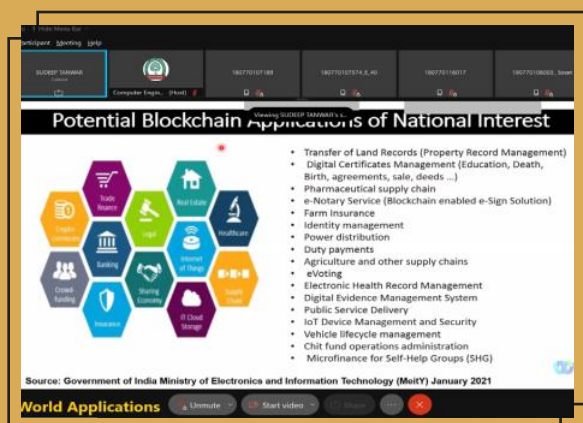 Hide Menu Bar
Participant Meeting Help
SUDEEP TANWAR
Computer Engin... (Host)
180770107188
180770107574_E_40
180770116017
Viewing SUDEEP TANWAR's s...
Potential Blockchain Applications of National Interest
Trade finance
Real Estate
Crypto currencies
Legal
Healthcare
Banking
Internet of Things
Crowd-funding
Sharing Economy
Supply Chain
Insurance
IT Cloud Storage
• Transfer of Land Records (Property Record Management)
• Digital Certificates Management (Education, Death,
Birth, agreements, sale, deeds ...)
• Pharmaceutical supply chain
• e-Notary Service (Blockchain enabled e-Sign Solution)
• Farm Insurance
• Identity management
• Power distribution
• Duty payments
• Agriculture and other supply chains
• eVoting
• Electronic Health Record Management
• Digital Evidence Management System
• Public Service Delivery
• IoT Device Management and Security
• Vehicle lifecycle management
• Chit fund operations administration
• Microfinance for Self-Help Groups (SHG)
Source: Government of India Ministry of Electronics and Information Technology (MeitY) January 2021
World Applications
Unmute
Start video
Share